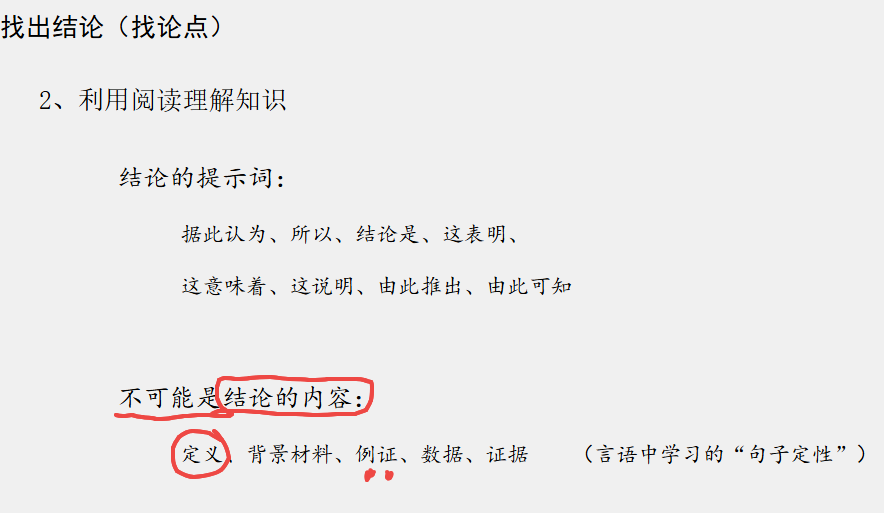 找出结论（找论点）
2、利用阅读理解知识
结论的提示词：
据此认为、所以、结论是、这表明、
这意味着、这说明、由此推出、由此可知
不可能是结论的内容：
定义、背景材料、例证、数据、证据 （言语中学习的“句子定性”）